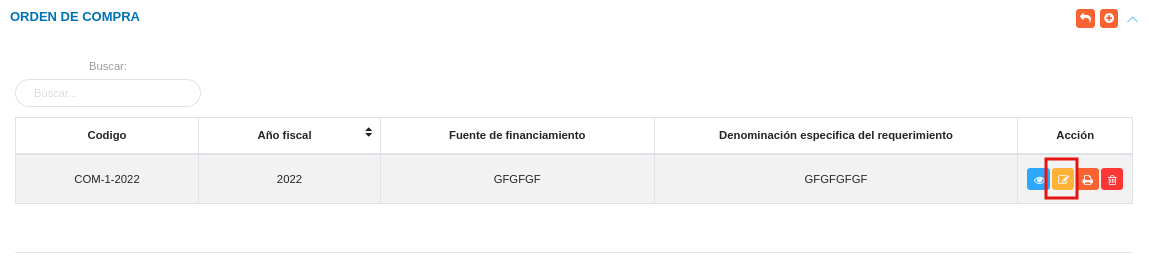 ORDEN DE COMPRA
Buscar:
Buscar...
Codigo Año fiscal Fuente de financiamiento Denominación especifica del requerimiento Acción
COM-1-2022 2022 GFGFGF GFGFGFGF